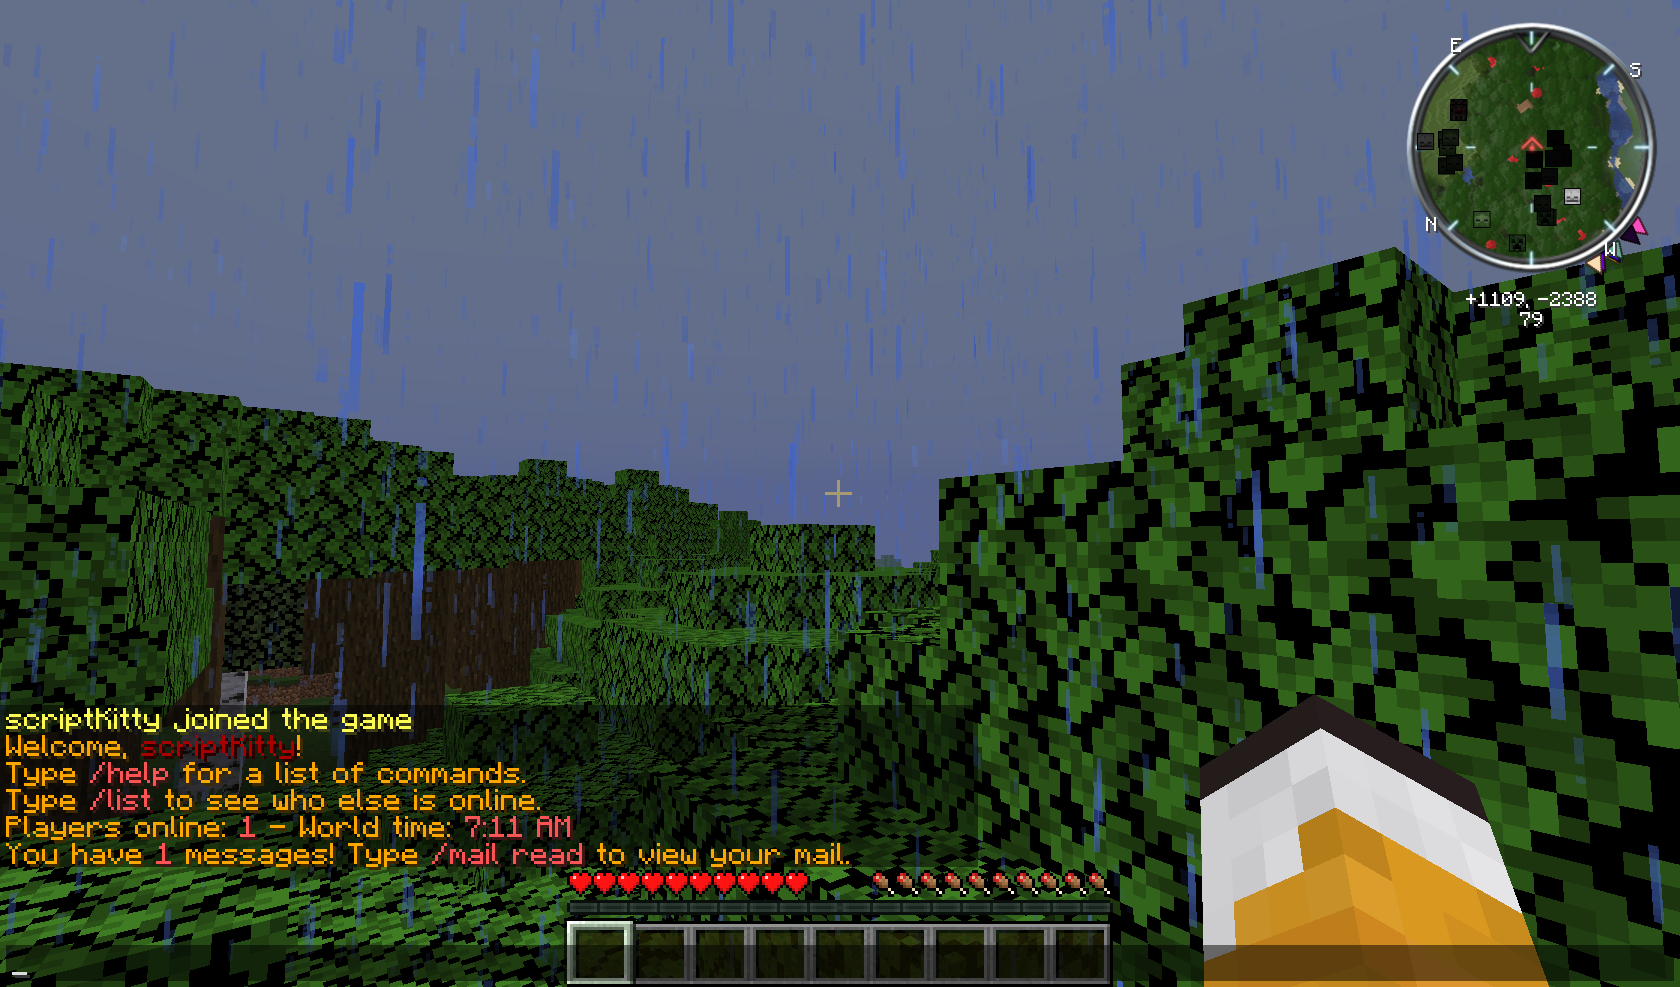 E
S
N
W
+1109, -2388
79
scriptKitty joined the game
Welcome, scriptKitty!
Type /help for a list of commands.
Type /list to see who else is online.
Players online: 1 - World time: 7:11 AM
You have 1 messages! Type /mail read to view your mail.
_